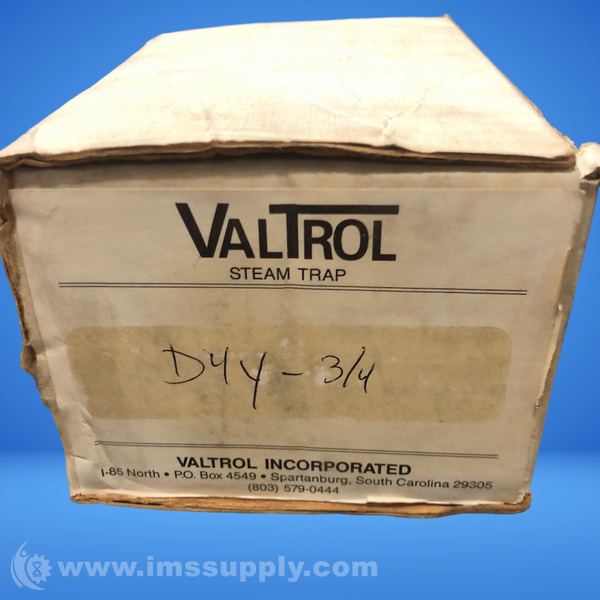 VALTROL
STEAM TRAP
D4Y - 3/4
VALTROL INCORPORATED
I-85 North • P.O. Box 4549 • Spartanburg, South Carolina 29305
(803) 579-0444
www.imssupply.com